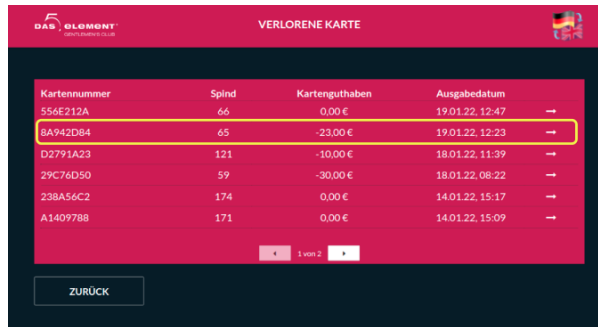 DAS 5. ELEMENT
GENTLEMEN'S CLUB
VERLORENE KARTE
Kartennummer Spind Kartenguthaben Ausgabedatum
556E212A 66 0,00 € 19.01.22, 12:47 →
8A942D84 65 -23,00 € 19.01.22, 12:23 →
D2791A23 121 -10,00 € 18.01.22, 11:39 →
29C76D50 59 -30,00 € 18.01.22, 08:22 →
238A56C2 174 0,00 € 14.01.22, 15:17 →
A1409788 171 0,00 € 14.01.22, 15:09 →
1 von 2
ZURÜCK